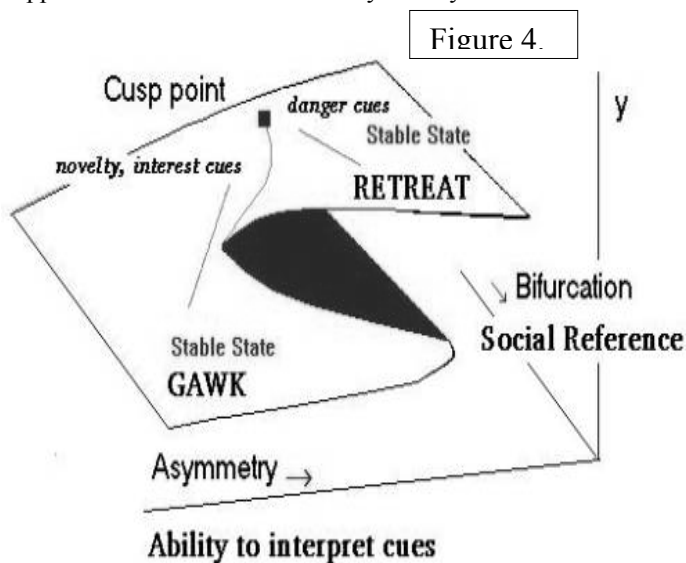 Figure 4.
Cusp point
danger cues
Stable State
RETREAT
novelty, interest cues
y
Bifurcation
Social Reference
Stable State
GAWK
Asymmetry →
Ability to interpret cues